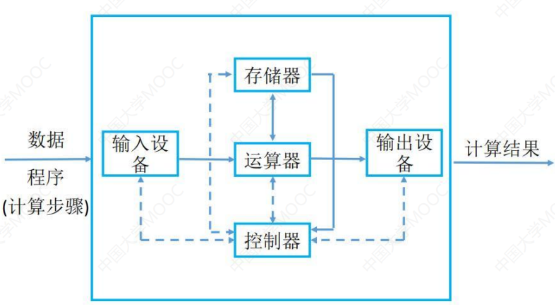 数据
程序
(计算步骤)
输入设
备
存储器
运算器
控制器
输出设
备
计算结果
中国大学MOOC